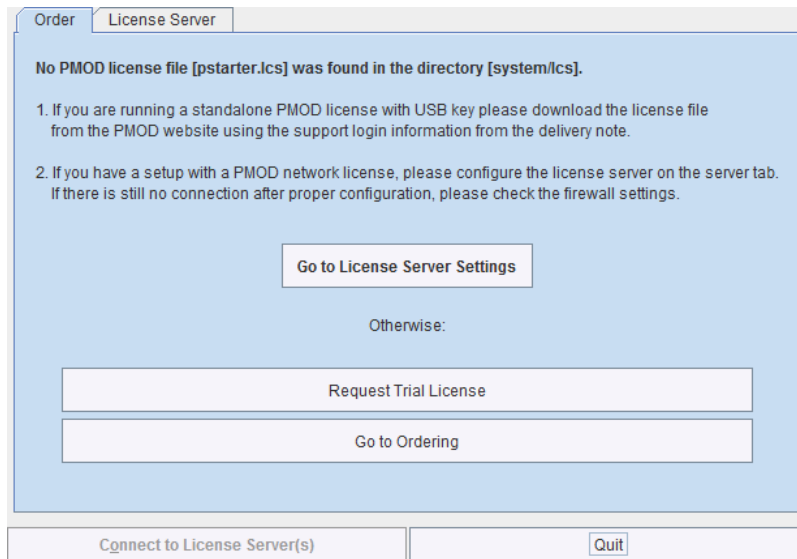 Order
License Server
No PMOD license file [pstarter.lcs] was found in the directory [system/lcs].
1. If you are running a standalone PMOD license with USB key please download the license file
from the PMOD website using the support login information from the delivery note.
2. If you have a setup with a PMOD network license, please configure the license server on the server tab.
If there is still no connection after proper configuration, please check the firewall settings.
Go to License Server Settings
Otherwise:
Request Trial License
Go to Ordering
Connect to License Server(s)
Quit